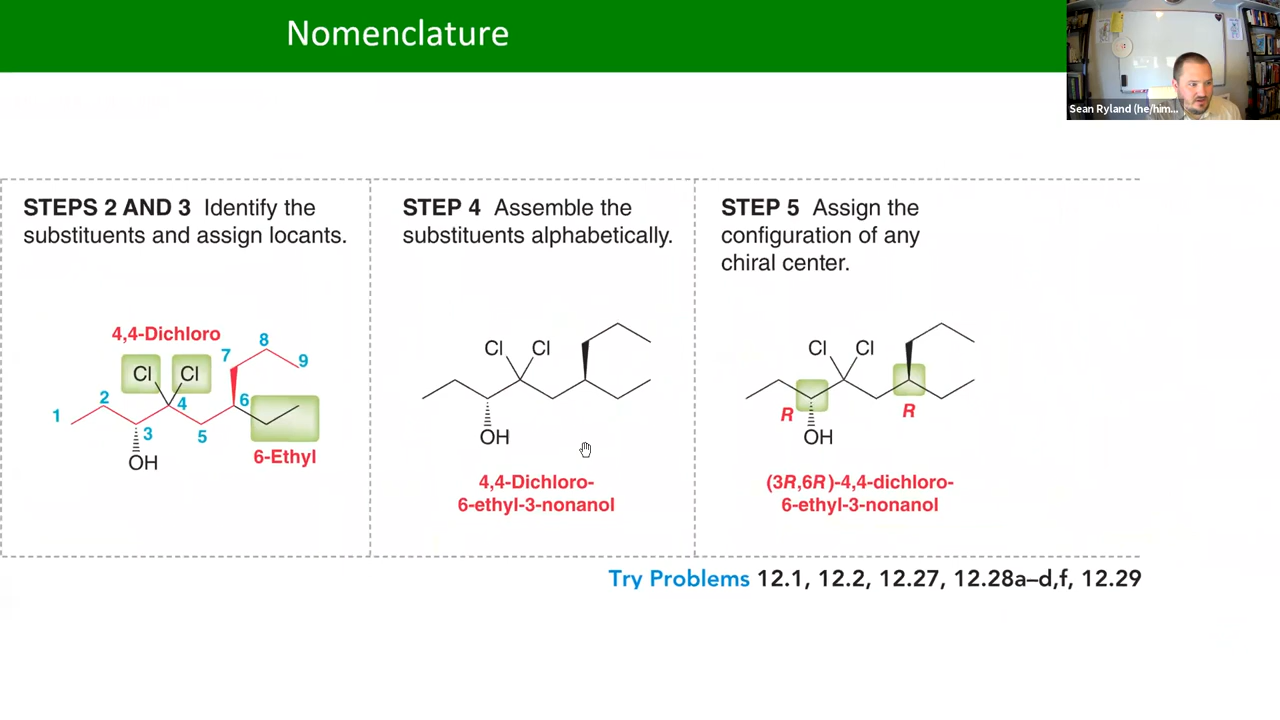 Nomenclature
Sean Ryland (he/him...
STEPS 2 AND 3 Identify the
substituents and assign locants.
4,4-Dichloro
Cl Cl
1 2 3 4 5 6 7 8 9
OH
6-Ethyl
STEP 4 Assemble the
substituents alphabetically.
Cl Cl
OH
4,4-Dichloro-
6-ethyl-3-nonanol
STEP 5 Assign the
configuration of any
chiral center.
Cl Cl
R R
OH
(3R,6R)-4,4-dichloro-
6-ethyl-3-nonanol
Try Problems 12.1, 12.2, 12.27, 12.28a–d,f, 12.29